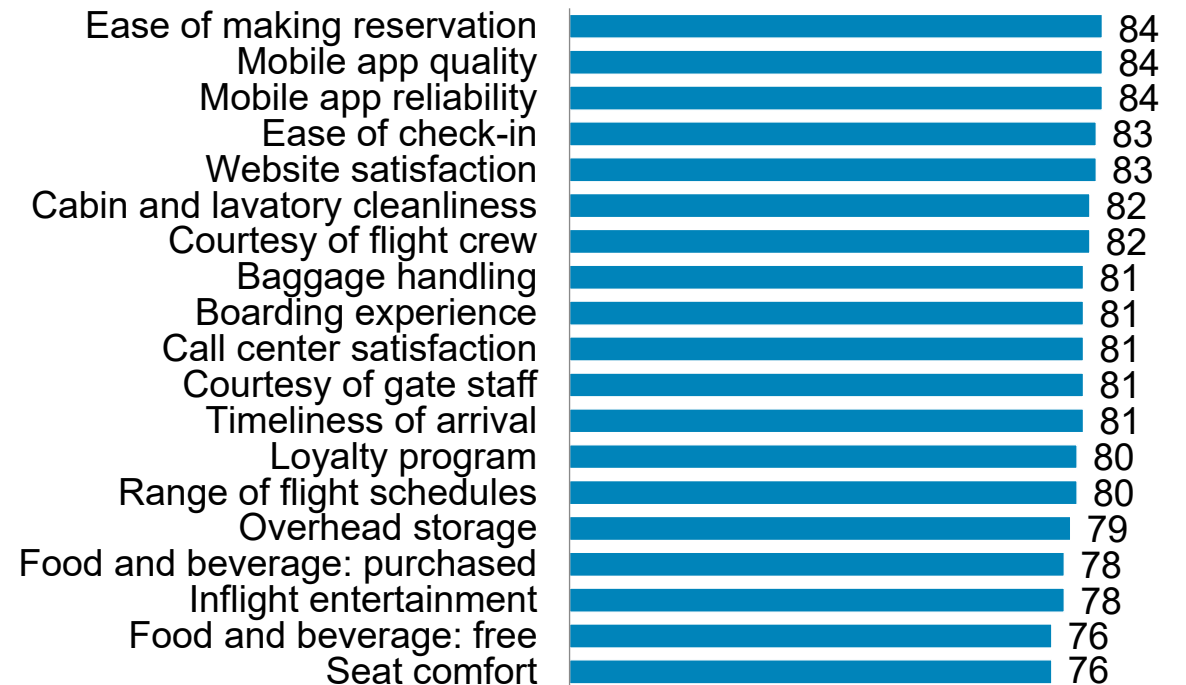 Ease of making reservation 84
Mobile app quality 84
Mobile app reliability 84
Ease of check-in 83
Website satisfaction 83
Cabin and lavatory cleanliness 82
Courtesy of flight crew 82
Baggage handling 81
Boarding experience 81
Call center satisfaction 81
Courtesy of gate staff 81
Timeliness of arrival 81
Loyalty program 80
Range of flight schedules 80
Overhead storage 79
Food and beverage: purchased 78
Inflight entertainment 78
Food and beverage: free 76
Seat comfort 76